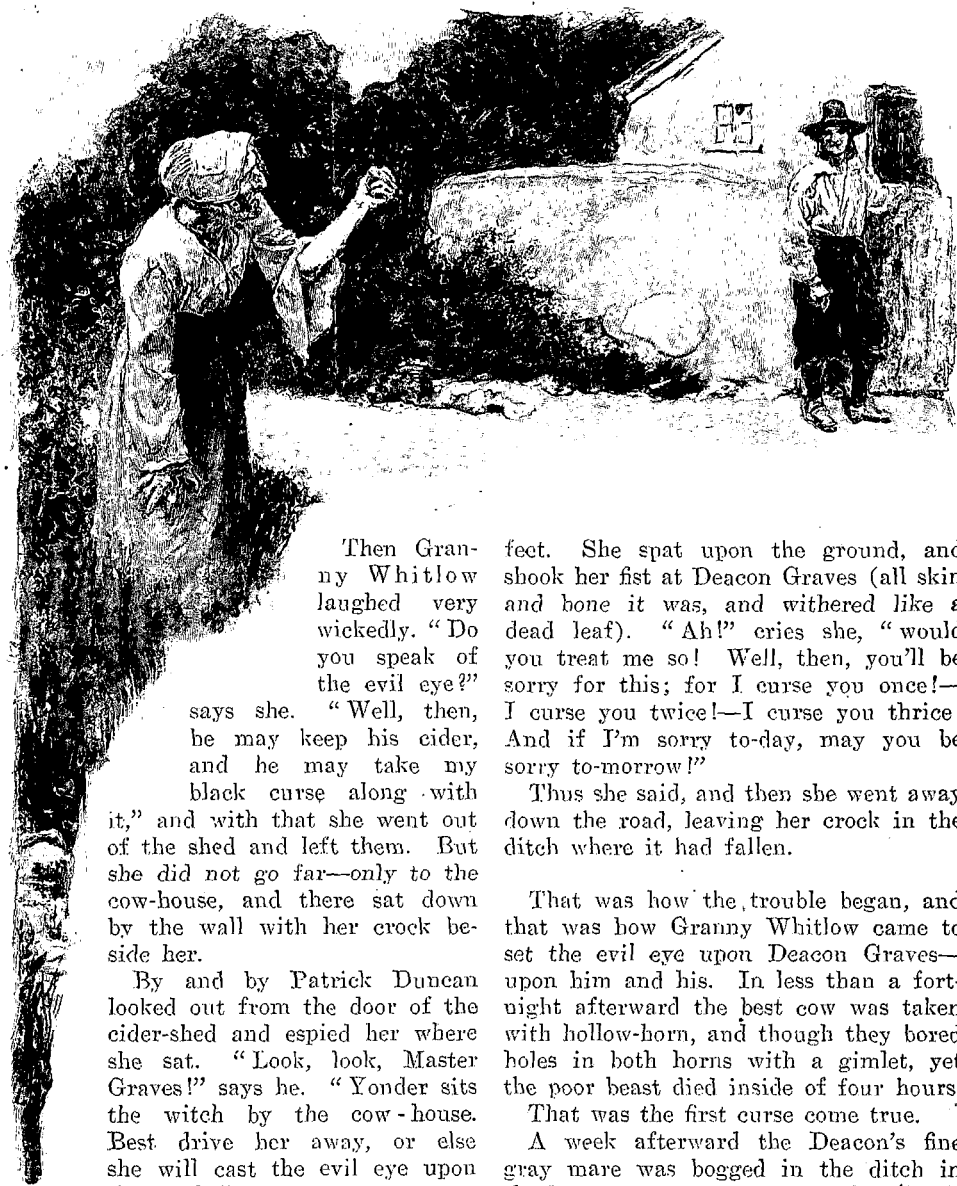 Then Gran-
ny Whitlow
laughed very
wickedly. “Do
you speak of
the evil eye?”
says she. “Well, then,
he may keep his cider,
and he may take my
black curse along with
it,” and with that she went out
of the shed and left them. But
she did not go far—only to the
cow-house, and there sat down
by the wall with her crock be-
side her.
By and by Patrick Duncan
looked out from the door of the
cider-shed and espied her where
she sat. “Look, look, Master
Graves!” says he. “Yonder sits
the witch by the cow-house.
Best drive her away, or else
she will cast the evil eye upon
feet. She spat upon the ground, and
shook her fist at Deacon Graves (all skin
and bone it was, and withered like a
dead leaf). “Ah!” cries she, “would
you treat me so! Well, then, you’ll be
sorry for this; for I curse you once!—
I curse you twice!—I curse you thrice
And if I’m sorry to-day, may you be
sorry to-morrow!”
Thus she said, and then she went away
down the road, leaving her crock in the
ditch where it had fallen.
That was how the trouble began, and
that was how Granny Whitlow came to
set the evil eye upon Deacon Graves—
upon him and his. In less than a fort-
night afterward the best cow was taken
with hollow-horn, and though they bored
holes in both horns with a gimlet, yet
the poor beast died inside of four hours
That was the first curse come true.
A week afterward the Deacon’s fine
gray mare was bogged in the ditch in